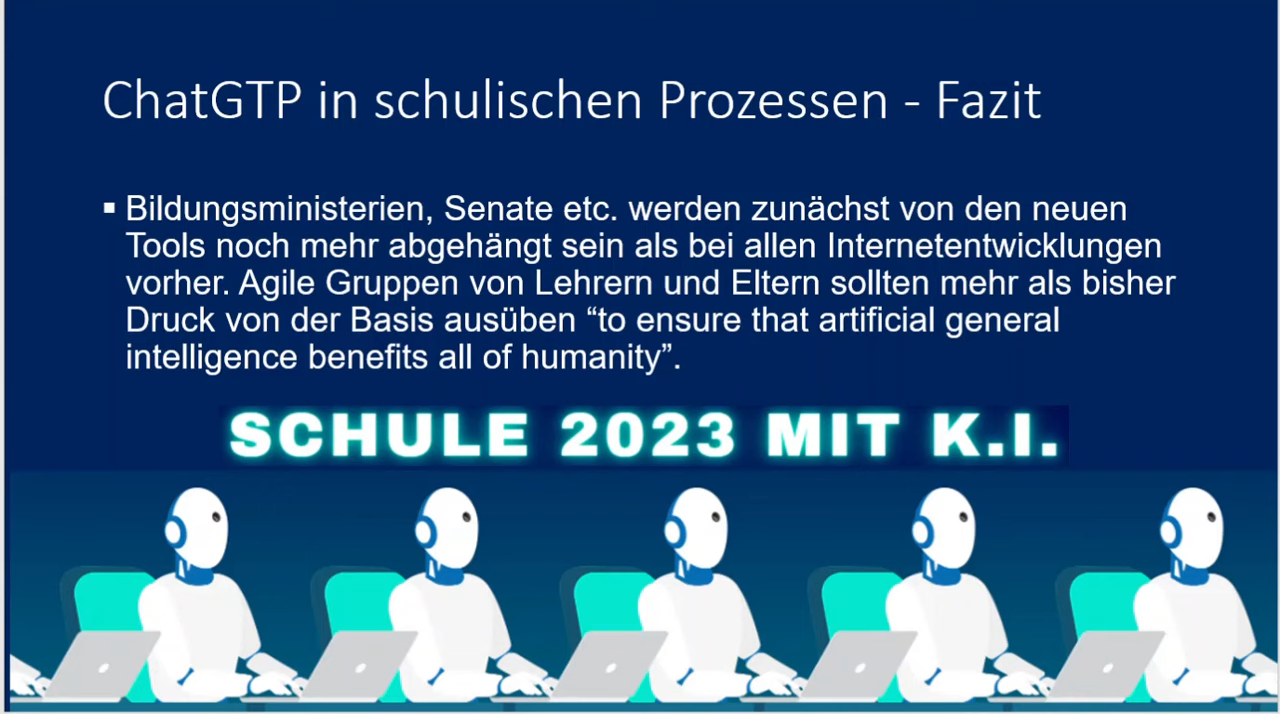 ChatGTP in schulischen Prozessen - Fazit
▪ Bildungsministerien, Senate etc. werden zunächst von den neuen
Tools noch mehr abgehängt sein als bei allen Internetentwicklungen
vorher. Agile Gruppen von Lehrern und Eltern sollten mehr als bisher
Druck von der Basis ausüben “to ensure that artificial general
intelligence benefits all of humanity”.
SCHULE 2023 MIT K.I.